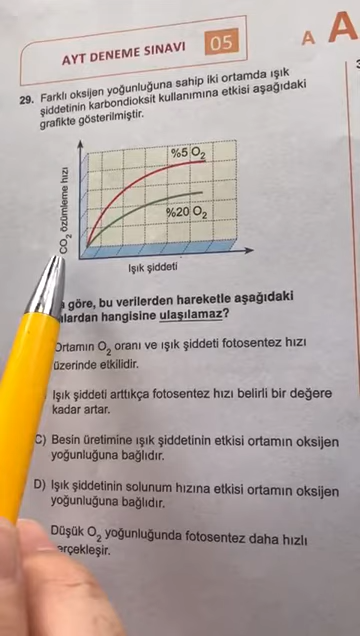 AYT DENEME SINAVI 05
A A
29. Farklı oksijen yoğunluğuna sahip iki ortamda ışık
şiddetinin karbondioksit kullanımına etkisi aşağıdaki
grafikte gösterilmiştir.
%5 O₂
%20 O₂
CO₂ özümleme hızı
Işık şiddeti
göre, bu verilerden hareketle aşağıdaki
hangisine ulaşılamaz?
Ortamın O₂ oranı ve ışık şiddeti fotosentez hızı
üzerinde etkilidir.
Işık şiddeti arttıkça fotosentez hızı belirli bir değere
kadar artar.
C) Besin üretimine ışık şiddetinin etkisi ortamın oksijen
yoğunluğuna bağlıdır.
D) Işık şiddetinin solunum hızına etkisi ortamın oksijen
yoğunluğuna bağlıdır.
Düşük O₂ yoğunluğunda fotosentez daha hızlı